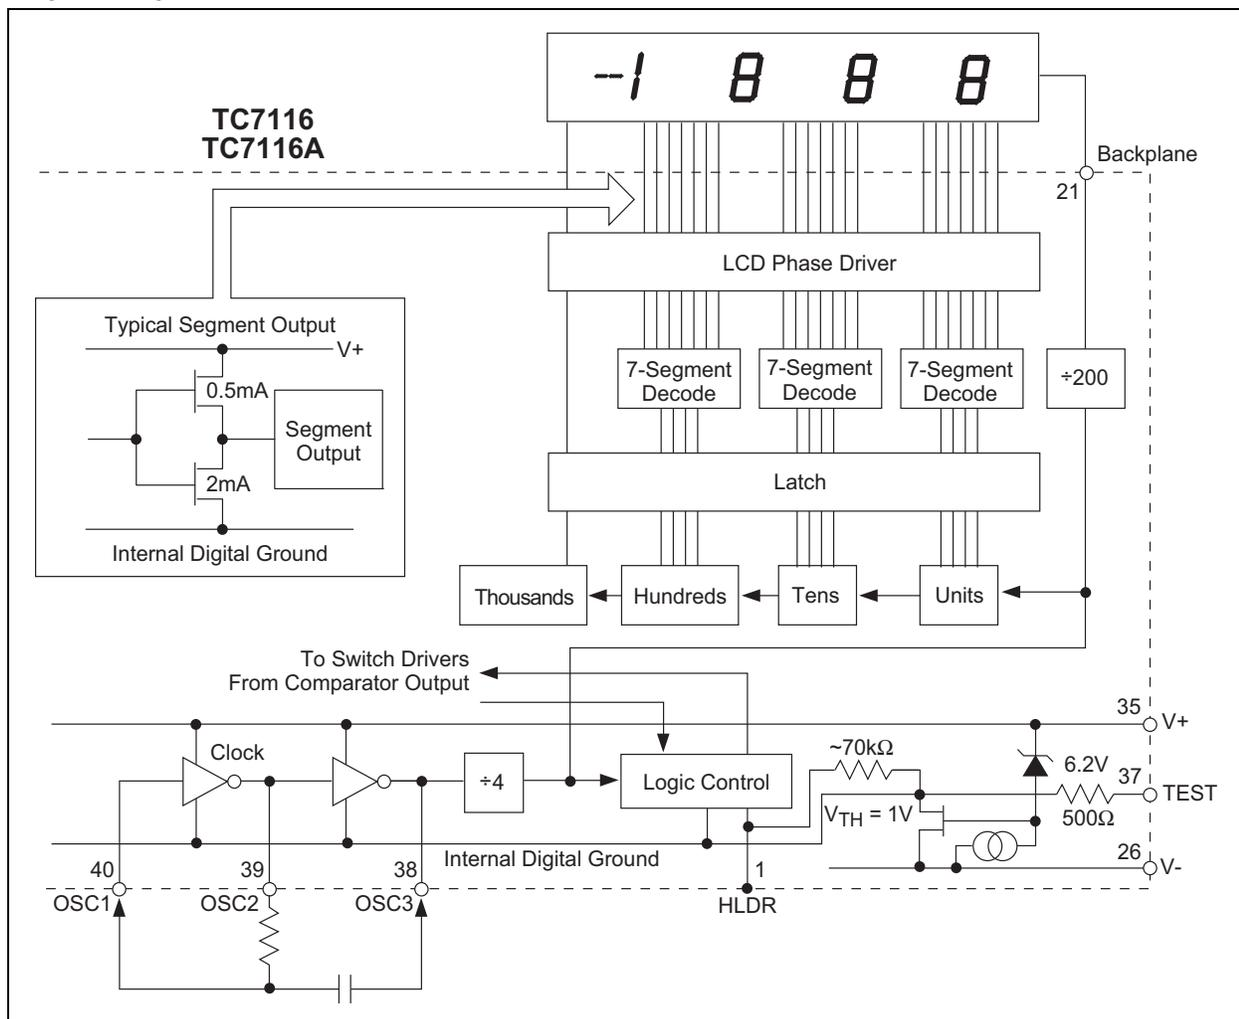 -1 8 8 8
TC7116
TC7116A
Backplane
21
LCD Phase Driver
Typical Segment Output
V+
0.5mA
Segment
Output
2mA
Internal Digital Ground
7-Segment
Decode
7-Segment
Decode
7-Segment
Decode
÷200
Latch
Thousands
Hundreds
Tens
Units
To Switch Drivers
From Comparator Output
35
V+
Clock
÷4
Logic Control
~70kΩ
6.2V
37
TEST
500Ω
VTH = 1V
26
V-
Internal Digital Ground
40
39
38
1
OSC1
OSC2
OSC3
HLDR